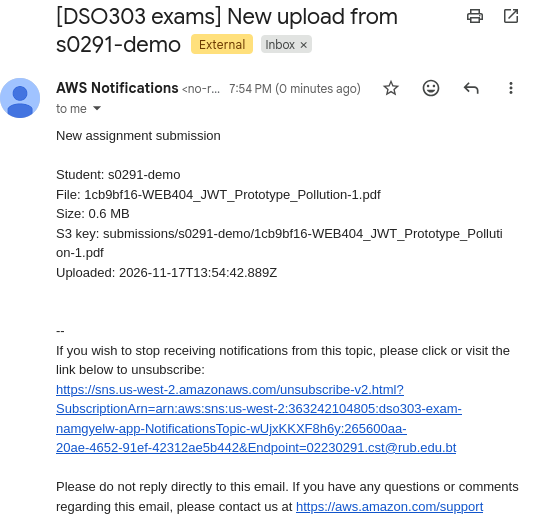 [DSO303 exams] New upload from
s0291-demo External Inbox ×
AWS Notifications <no-r... 7:54 PM (0 minutes ago)
to me
New assignment submission
Student: s0291-demo
File: 1cb9bf16-WEB404_JWT_Prototype_Pollution-1.pdf
Size: 0.6 MB
S3 key: submissions/s0291-demo/1cb9bf16-WEB404_JWT_Prototype_Polluti
on-1.pdf
Uploaded: 2026-11-17T13:54:42.889Z
--
If you wish to stop receiving notifications from this topic, please click or visit the
link below to unsubscribe:
https://sns.us-west-2.amazonaws.com/unsubscribe-v2.html?
SubscriptionArn=arn:aws:sns:us-west-2:363242104805:dso303-exam-
namgyelw-app-NotificationsTopic-wUjxKKXF8h6y:265600aa-
20ae-4652-91ef-42312ae5b442&Endpoint=02230291.cst@rub.edu.bt
Please do not reply directly to this email. If you have any questions or comments
regarding this email, please contact us at https://aws.amazon.com/support